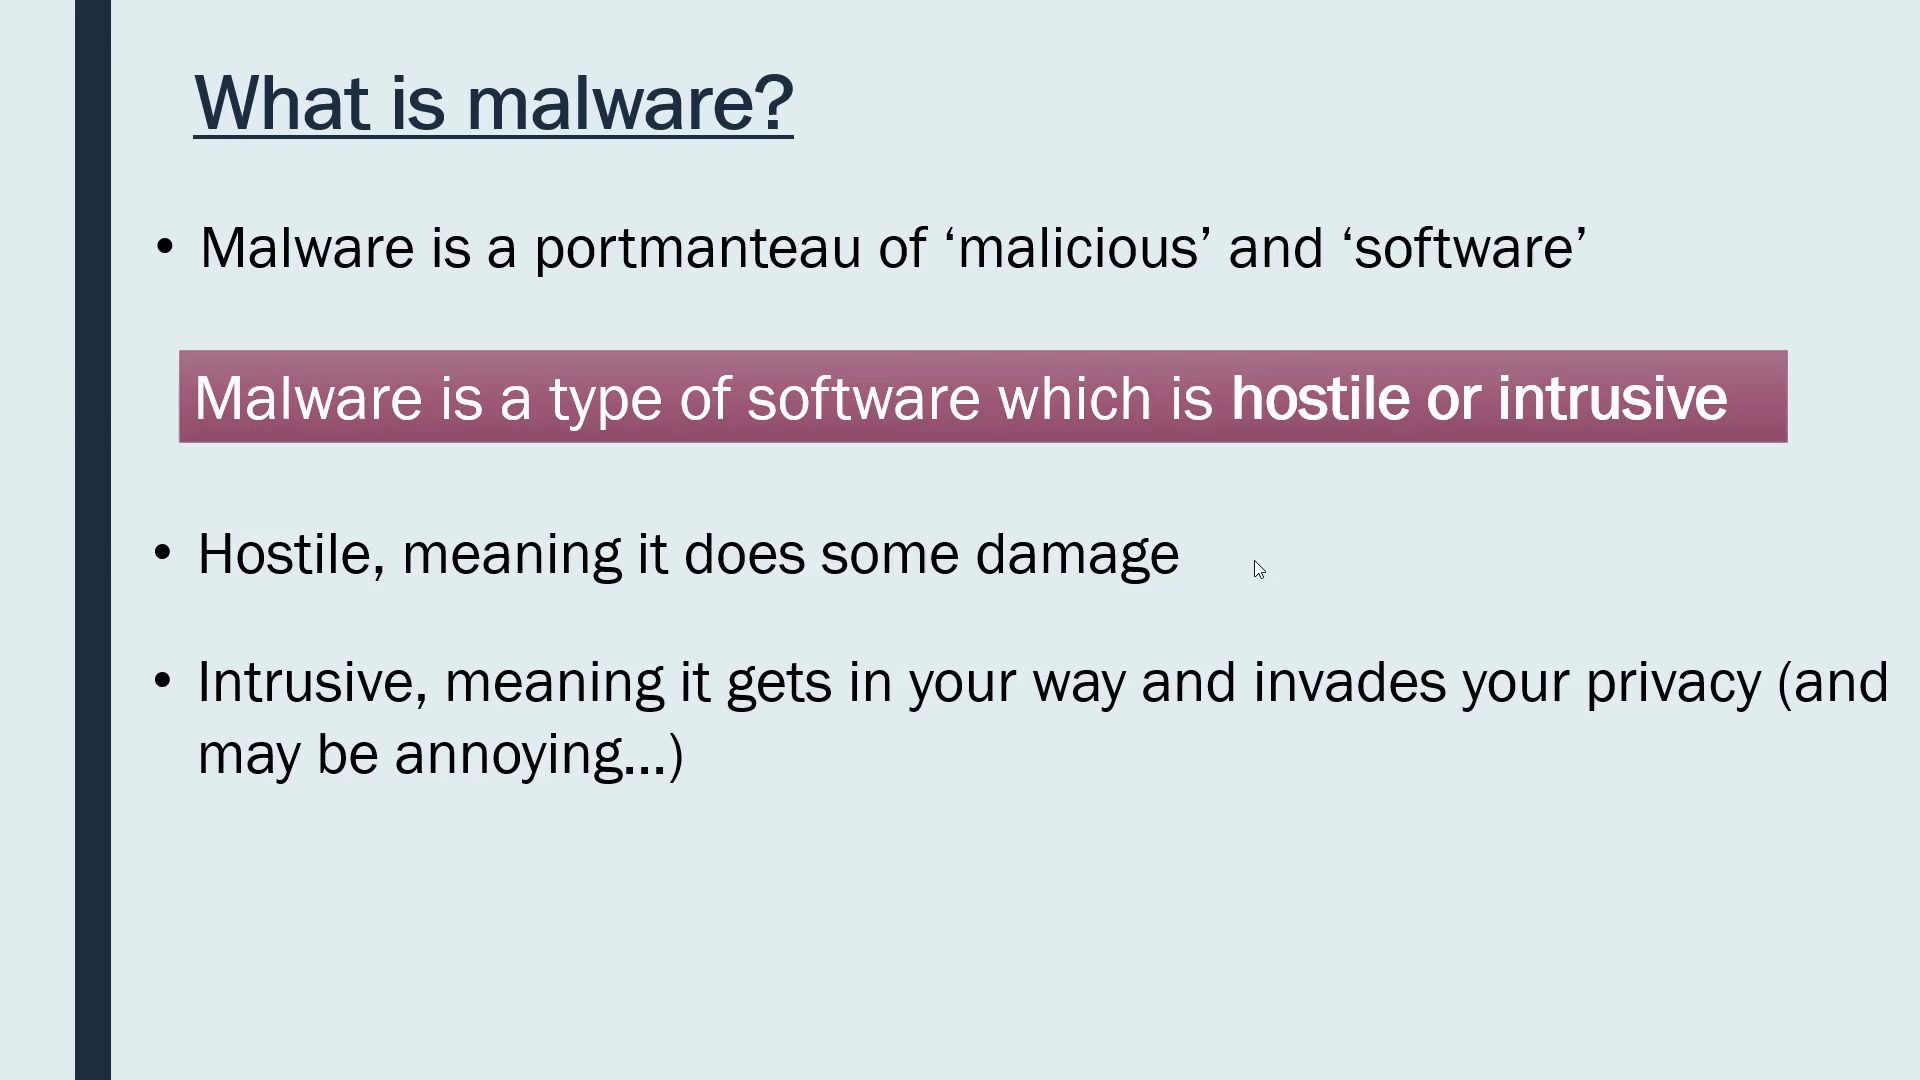 What is malware?
• Malware is a portmanteau of ‘malicious’ and ‘software’
Malware is a type of software which is hostile or intrusive
• Hostile, meaning it does some damage
• Intrusive, meaning it gets in your way and invades your privacy (and
may be annoying...)